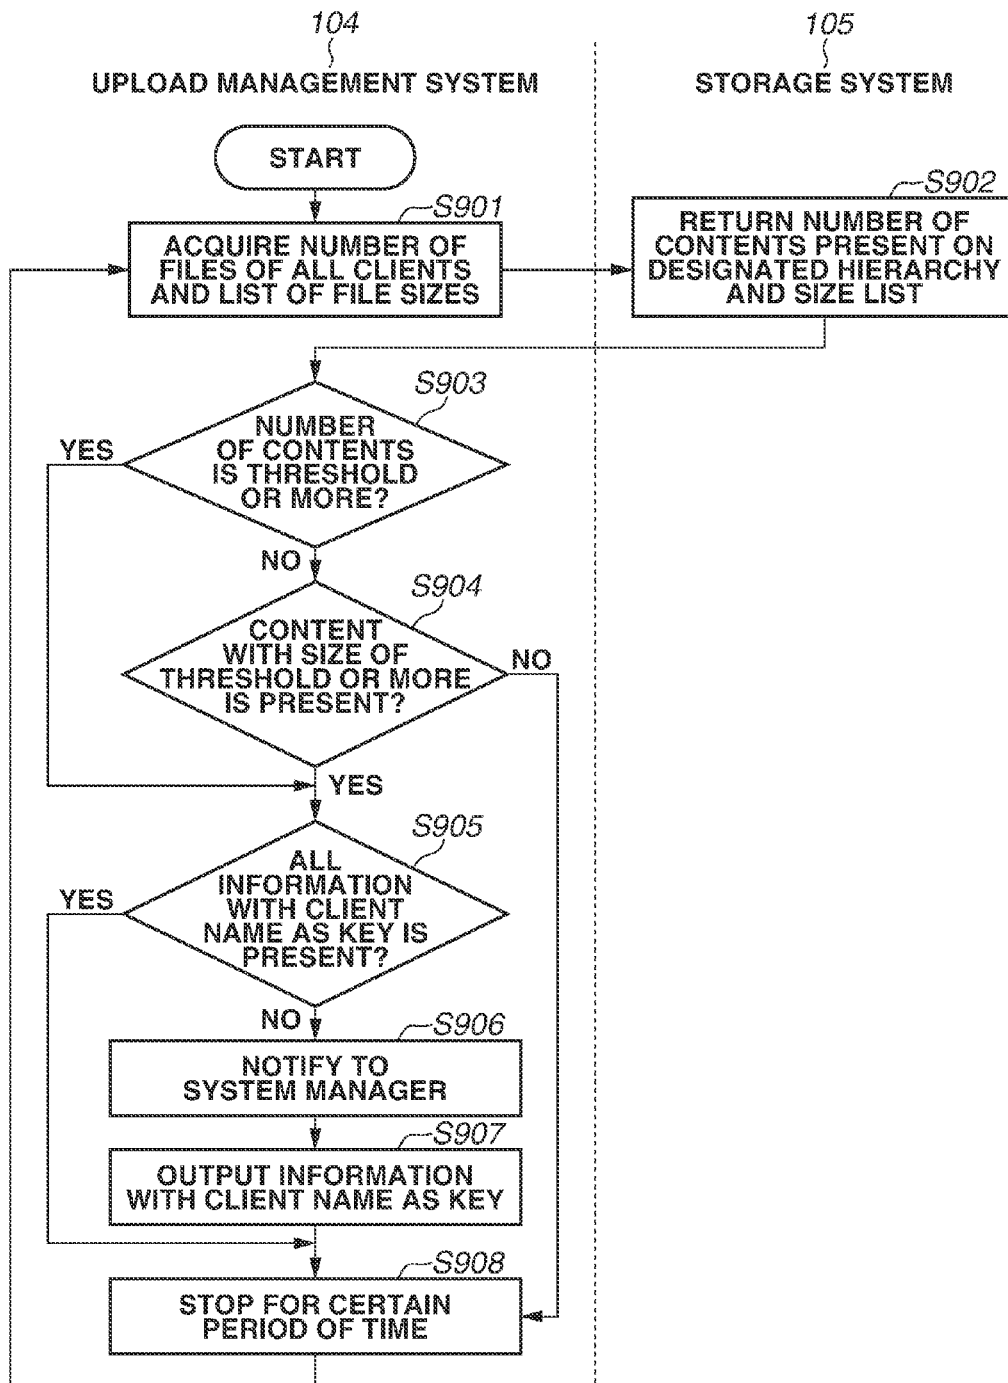 104
105
UPLOAD MANAGEMENT SYSTEM
STORAGE SYSTEM
START
S901
ACQUIRE NUMBER OF
FILES OF ALL CLIENTS
AND LIST OF FILE SIZES
S902
RETURN NUMBER OF
CONTENTS PRESENT ON
DESIGNATED HIERARCHY
AND SIZE LIST
S903
NUMBER
OF CONTENTS
IS THRESHOLD
OR MORE?
YES
NO
S904
CONTENT
WITH SIZE OF
THRESHOLD OR MORE
IS PRESENT?
NO
YES
S905
ALL
INFORMATION
WITH CLIENT
NAME AS KEY IS
PRESENT?
YES
NO
S906
NOTIFY TO
SYSTEM MANAGER
S907
OUTPUT INFORMATION
WITH CLIENT NAME AS KEY
S908
STOP FOR CERTAIN
PERIOD OF TIME